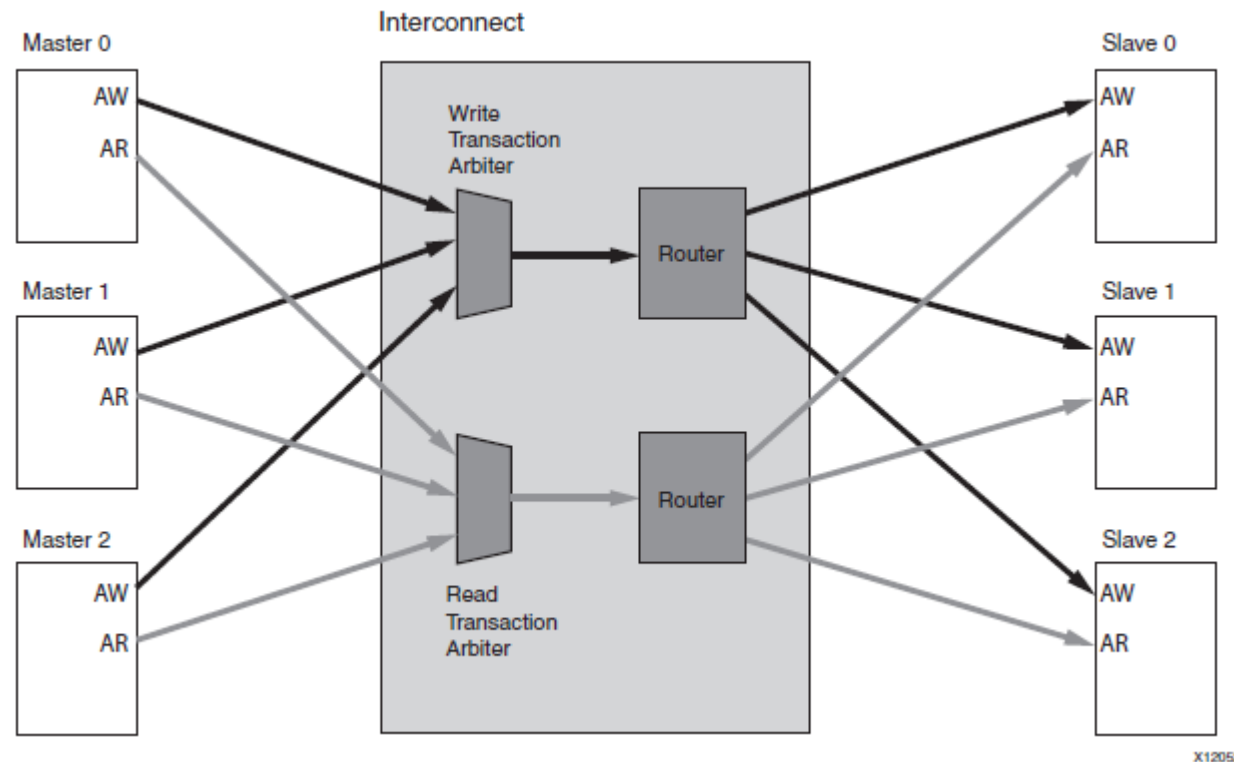 Interconnect
Master 0
AW
AR
Master 1
AW
AR
Master 2
AW
AR
Write
Transaction
Arbiter
Router
Router
Read
Transaction
Arbiter
Slave 0
AW
AR
Slave 1
AW
AR
Slave 2
AW
AR
X1205